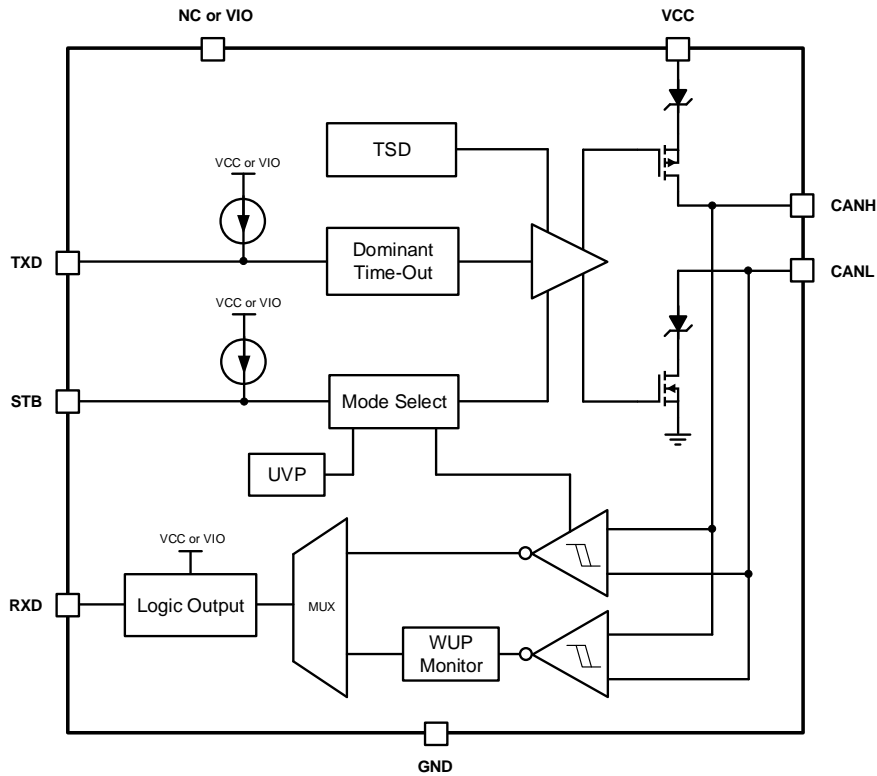 NC or VIO
VCC
TSD
VCC or VIO
CANH
TXD
Dominant
Time-Out
CANL
VCC or VIO
STB
Mode Select
UVP
VCC or VIO
RXD
Logic Output
MUX
WUP
Monitor
GND